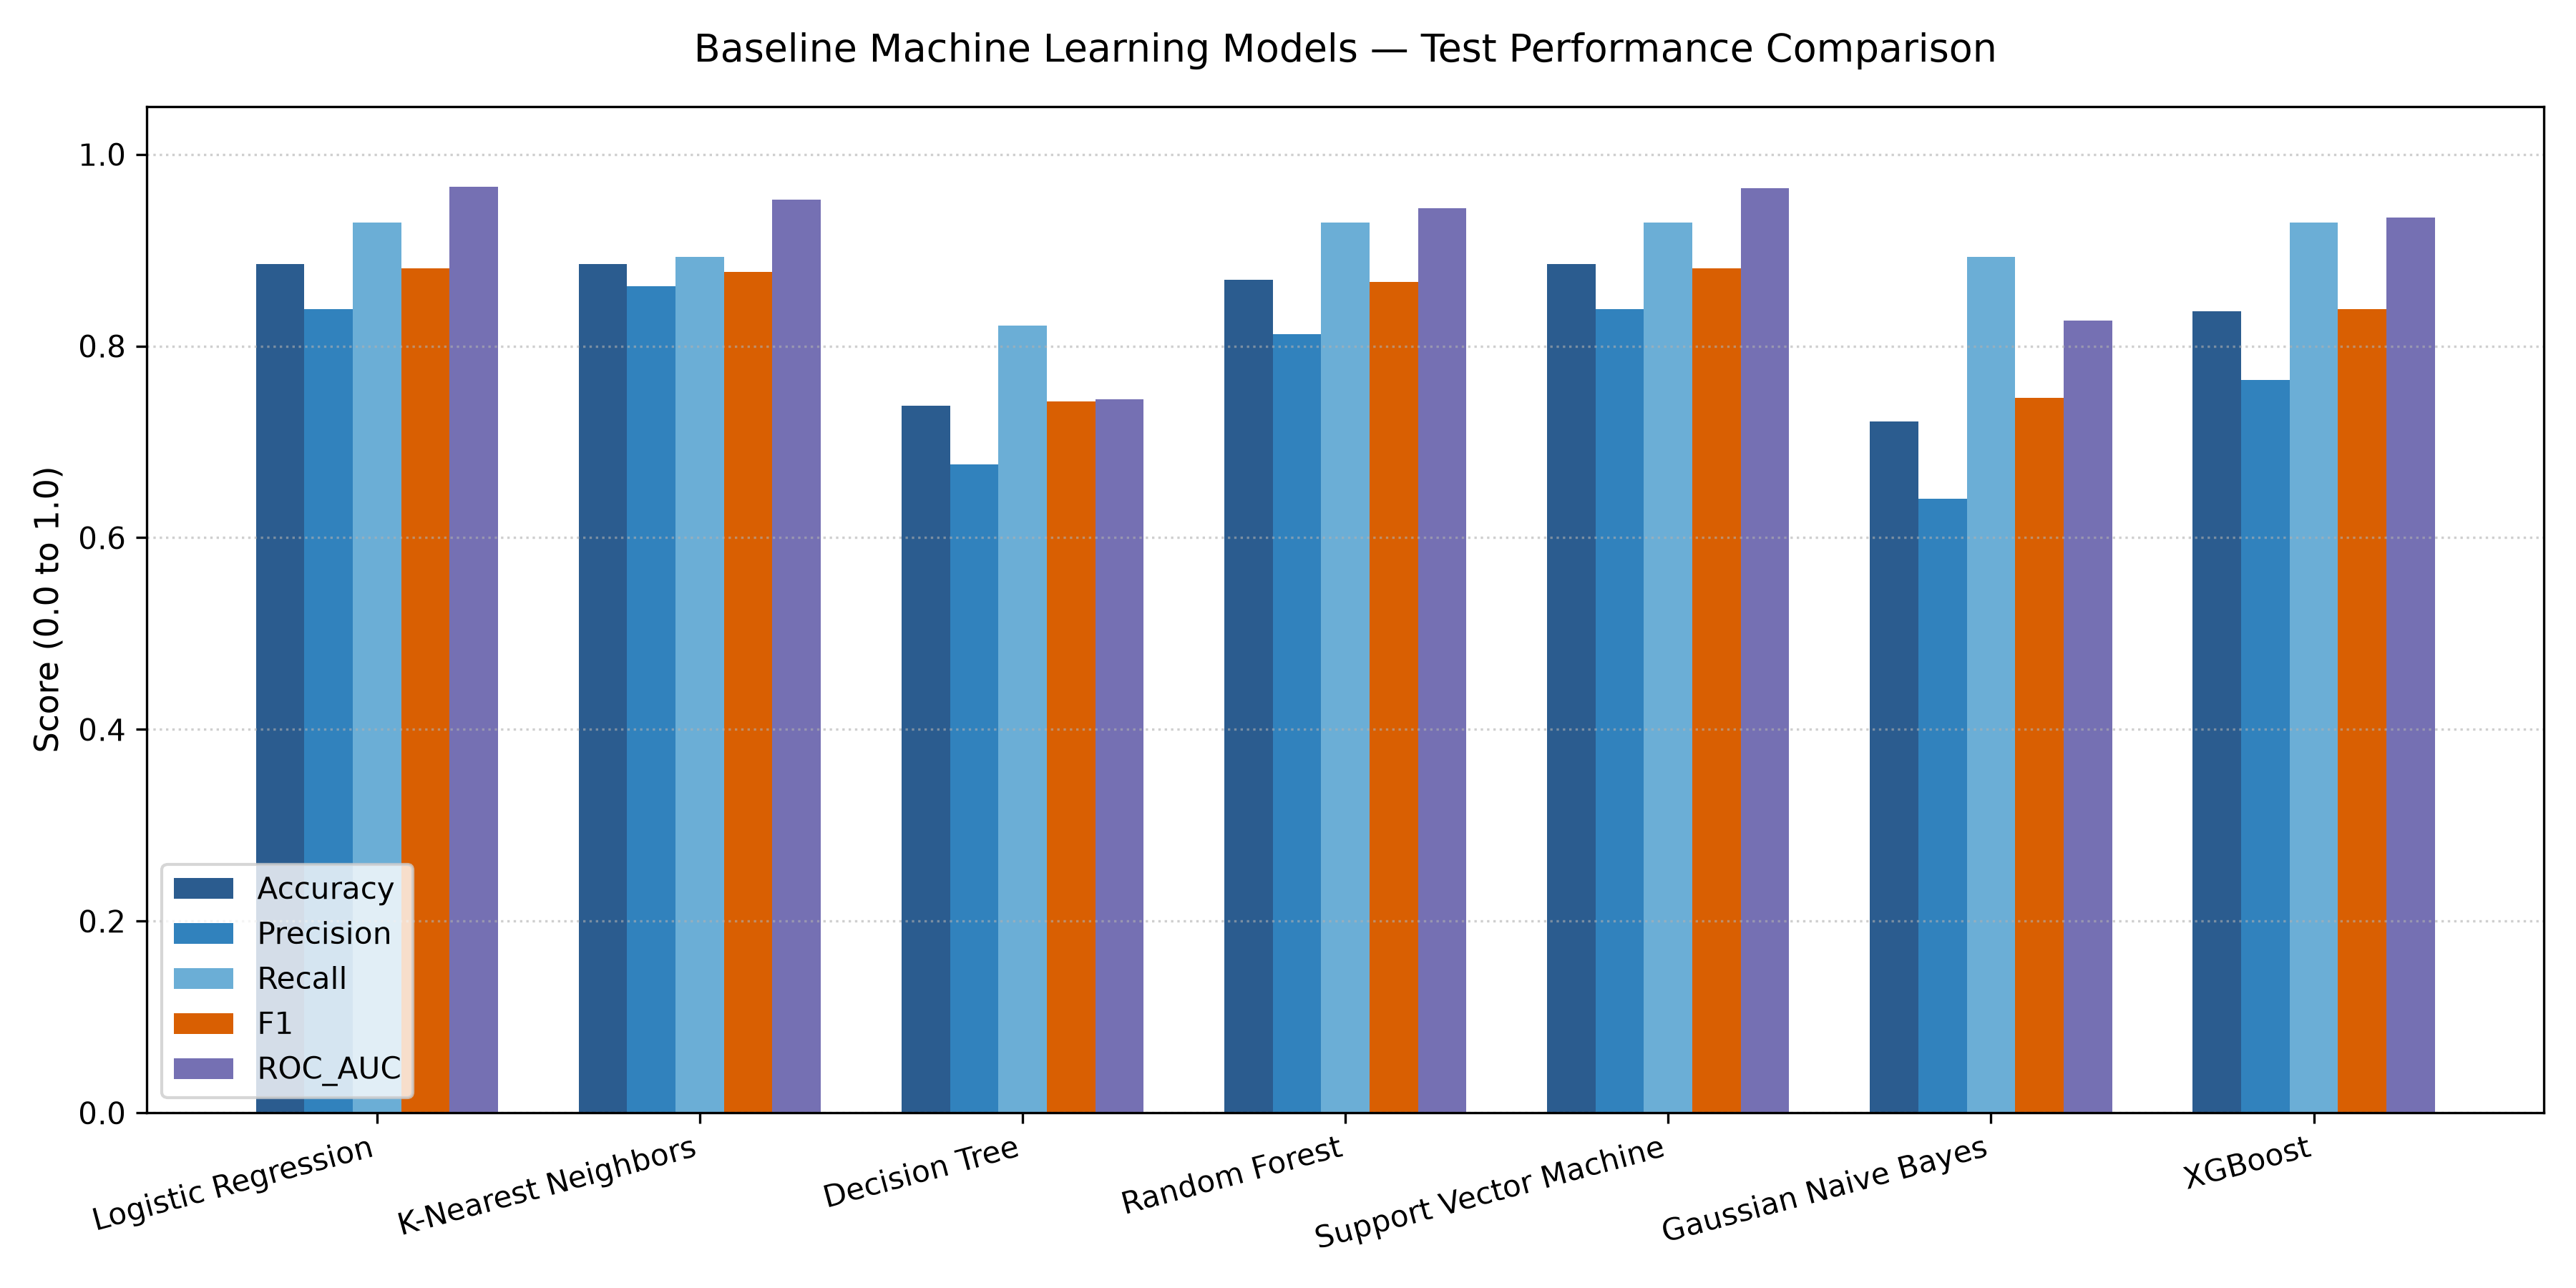 Baseline Machine Learning Models — Test Performance Comparison
Score (0.0 to 1.0)
1.0
0.8
0.6
0.4
0.2
0.0
Accuracy
Precision
Recall
F1
ROC_AUC
Logistic Regression
K-Nearest Neighbors
Decision Tree
Random Forest
Support Vector Machine
Gaussian Naive Bayes
XGBoost